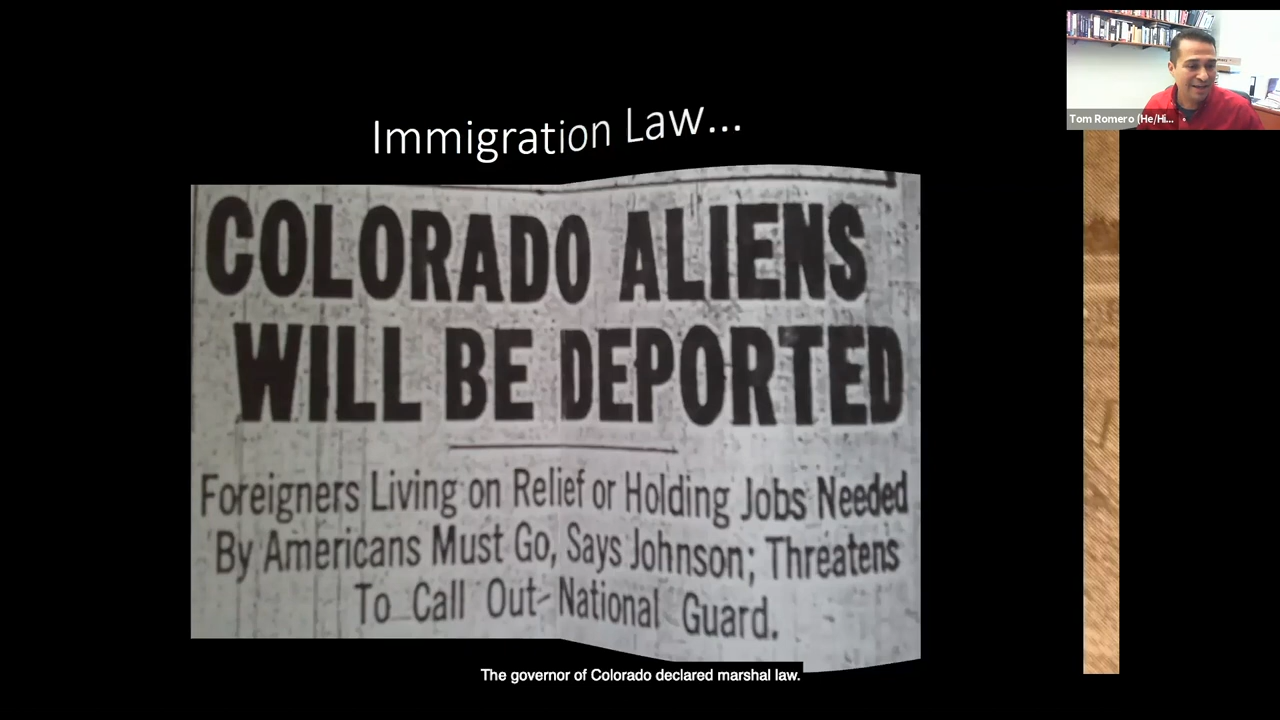 Immigration Law...
COLORADO ALIENS
WILL BE DEPORTED
Foreigners Living on Relief or Holding Jobs Needed
By Americans Must Go, Says Johnson; Threatens
To Call Out National Guard.
The governor of Colorado declared marshal law.
Tom Romero (He/Hi...